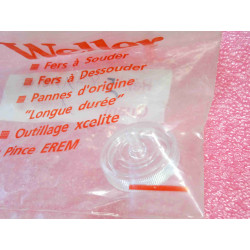 Weller
■ Fers à Souder
■ Fers à Dessouder
■ Pannes d'origine
"Longue durée"
■ Outillage xcelite
■ Pince EREM